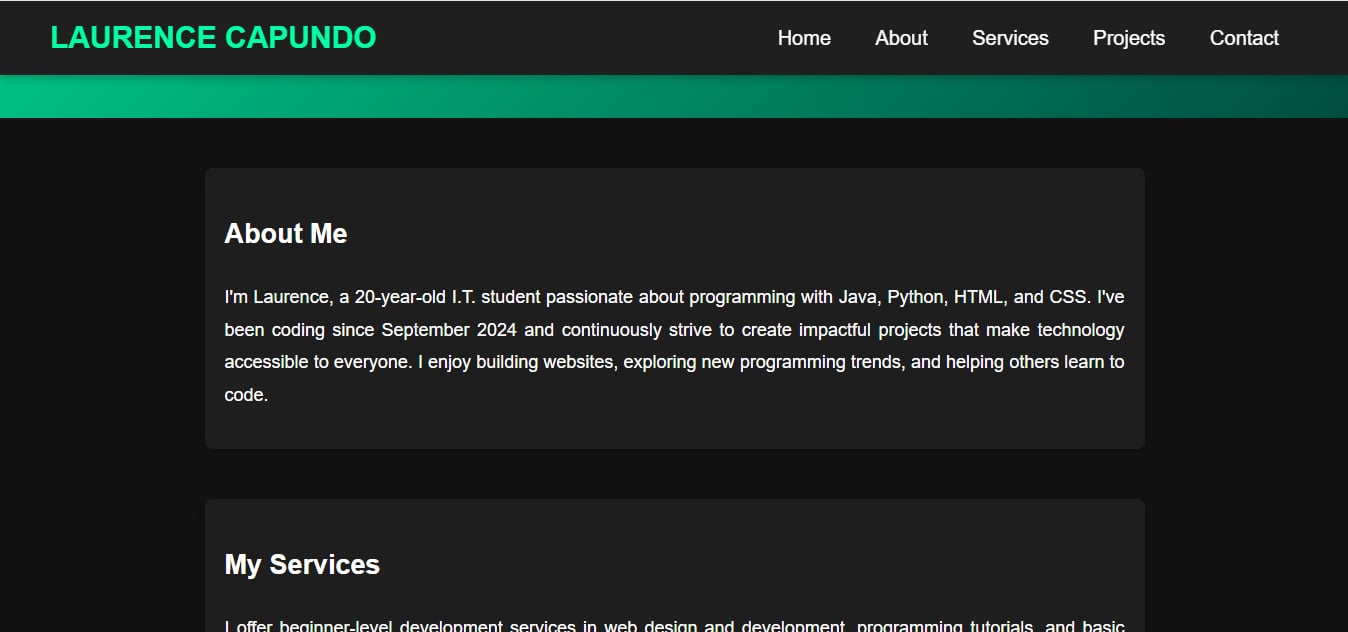 LAURENCE CAPUNDO
Home About Services Projects Contact
About Me
I'm Laurence, a 20-year-old I.T. student passionate about programming with Java, Python, HTML, and CSS. I've
been coding since September 2024 and continuously strive to create impactful projects that make technology
accessible to everyone. I enjoy building websites, exploring new programming trends, and helping others learn to
code.
My Services
I offer beginner-level development services in web design and development, programming tutorials, and basic